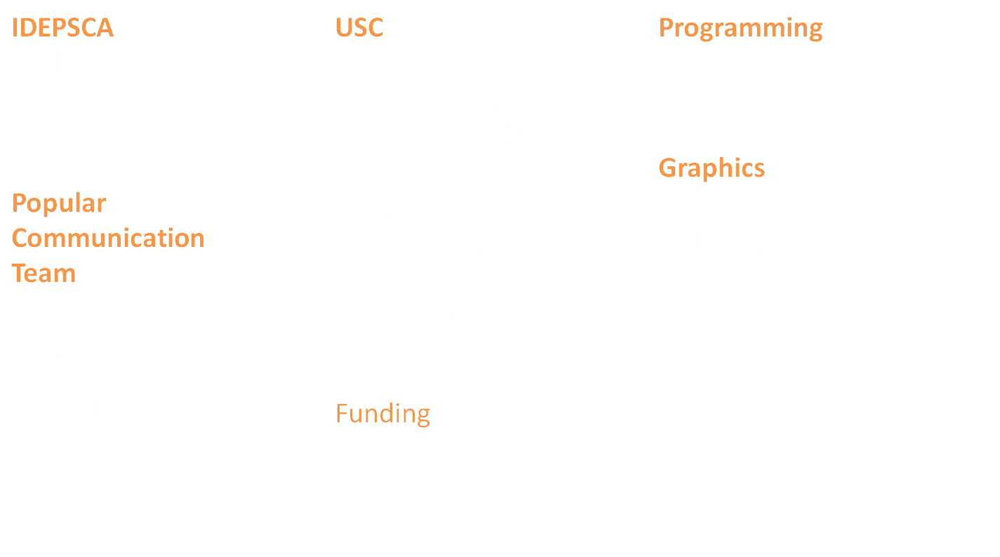 IDEPSCA
Popular
Communication
Team
USC
Funding
Programming
Graphics